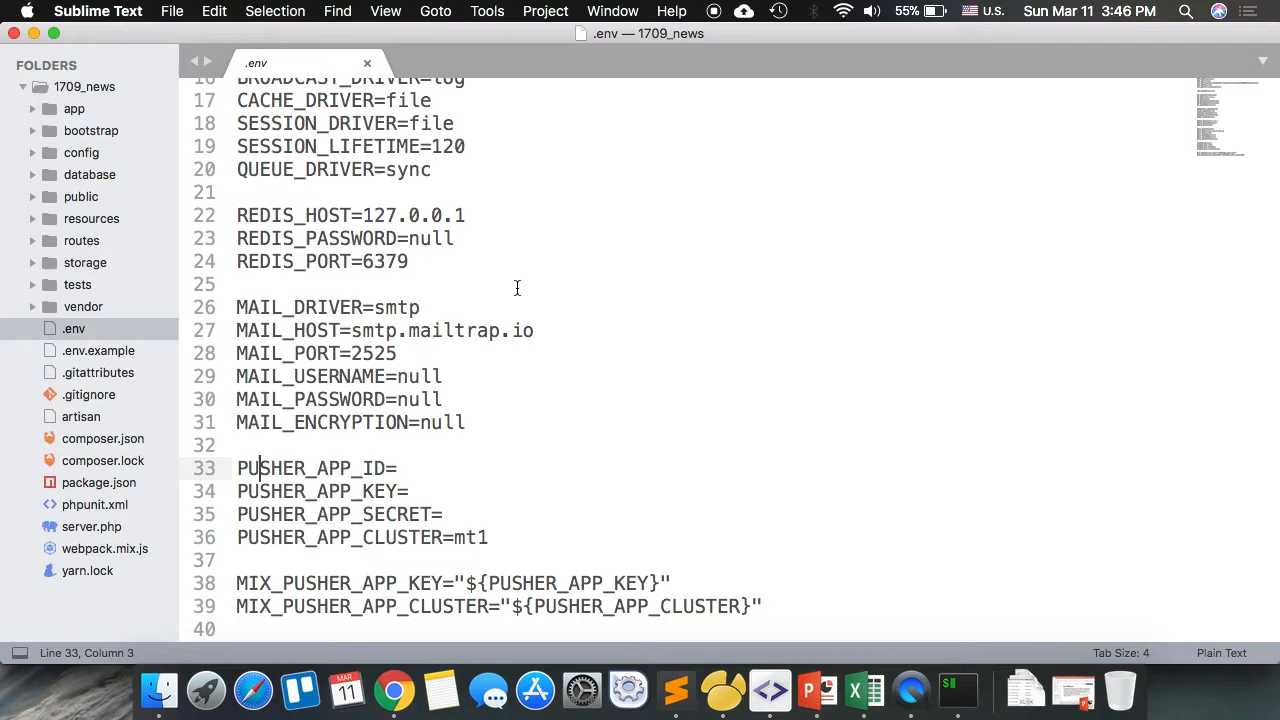 Sublime Text File Edit Selection Find View Goto Tools Project Window Help 55% U.S. Sun Mar 11 3:46 PM
.env — 1709_news
FOLDERS
1709_news
app
bootstrap
config
database
public
resources
routes
storage
tests
vendor
.env
.env.example
.gitattributes
.gitignore
artisan
composer.json
composer.lock
package.json
phpunit.xml
server.php
webpack.mix.js
yarn.lock
.env
16 BROADCAST_DRIVER=log
17 CACHE_DRIVER=file
18 SESSION_DRIVER=file
19 SESSION_LIFETIME=120
20 QUEUE_DRIVER=sync
21
22 REDIS_HOST=127.0.0.1
23 REDIS_PASSWORD=null
24 REDIS_PORT=6379
25
26 MAIL_DRIVER=smtp
27 MAIL_HOST=smtp.mailtrap.io
28 MAIL_PORT=2525
29 MAIL_USERNAME=null
30 MAIL_PASSWORD=null
31 MAIL_ENCRYPTION=null
32
33 PUSHER_APP_ID=
34 PUSHER_APP_KEY=
35 PUSHER_APP_SECRET=
36 PUSHER_APP_CLUSTER=mt1
37
38 MIX_PUSHER_APP_KEY="${PUSHER_APP_KEY}"
39 MIX_PUSHER_APP_CLUSTER="${PUSHER_APP_CLUSTER}"
40
Line 33, Column 3 Tab Size: 4 Plain Text
MAR
11